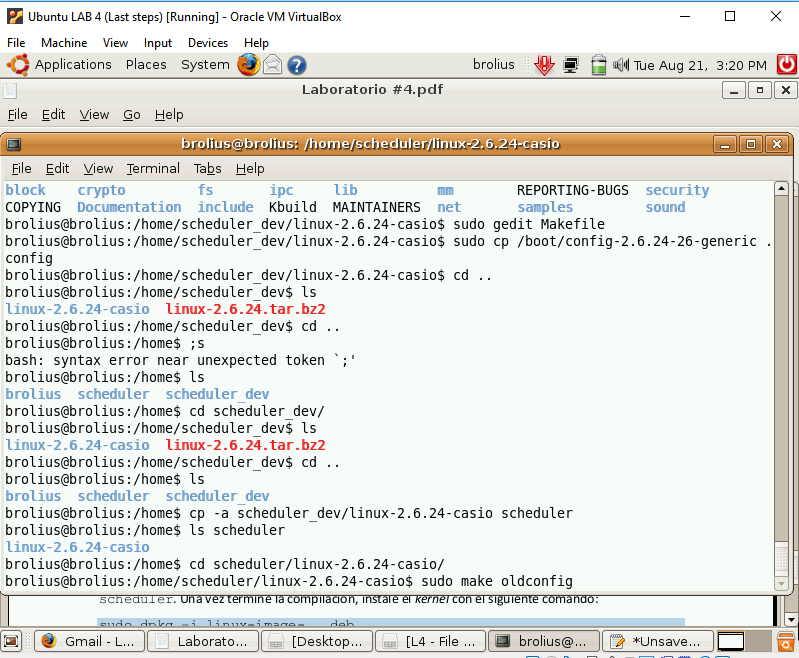 Ubuntu LAB 4 (Last steps) [Running] - Oracle VM VirtualBox
File Machine View Input Devices Help
Applications Places System brolius Tue Aug 21, 3:20 PM
Laboratorio #4.pdf
File Edit View Go Help
brolius@brolius: /home/scheduler/linux-2.6.24-casio
File Edit View Terminal Tabs Help
block crypto fs ipc lib mm REPORTING-BUGS security
COPYING Documentation include Kbuild MAINTAINERS net samples sound
brolius@brolius:/home/scheduler_dev/linux-2.6.24-casio$ sudo gedit Makefile
brolius@brolius:/home/scheduler_dev/linux-2.6.24-casio$ sudo cp /boot/config-2.6.24-26-generic .
config
brolius@brolius:/home/scheduler_dev/linux-2.6.24-casio$ cd ..
brolius@brolius:/home/scheduler_dev$ ls
linux-2.6.24-casio linux-2.6.24.tar.bz2
brolius@brolius:/home/scheduler_dev$ cd ..
brolius@brolius:/home$ ;s
bash: syntax error near unexpected token `;'
brolius@brolius:/home$ ls
brolius scheduler scheduler_dev
brolius@brolius:/home$ cd scheduler_dev/
brolius@brolius:/home/scheduler_dev$ ls
linux-2.6.24-casio linux-2.6.24.tar.bz2
brolius@brolius:/home/scheduler_dev$ cd ..
brolius@brolius:/home$ ls
brolius scheduler scheduler_dev
brolius@brolius:/home$ cp -a scheduler_dev/linux-2.6.24-casio scheduler
brolius@brolius:/home$ ls scheduler
linux-2.6.24-casio
brolius@brolius:/home$ cd scheduler/linux-2.6.24-casio/
brolius@brolius:/home/scheduler/linux-2.6.24-casio$ sudo make oldconfig
scheduler. Una vez termine la compilación, instale el kernel con el siguiente comando:
sudo dpkg -i linux-image- deb
Gmail - L... Laborato... [Desktop... [L4 - File ... brolius@... *Unsave...